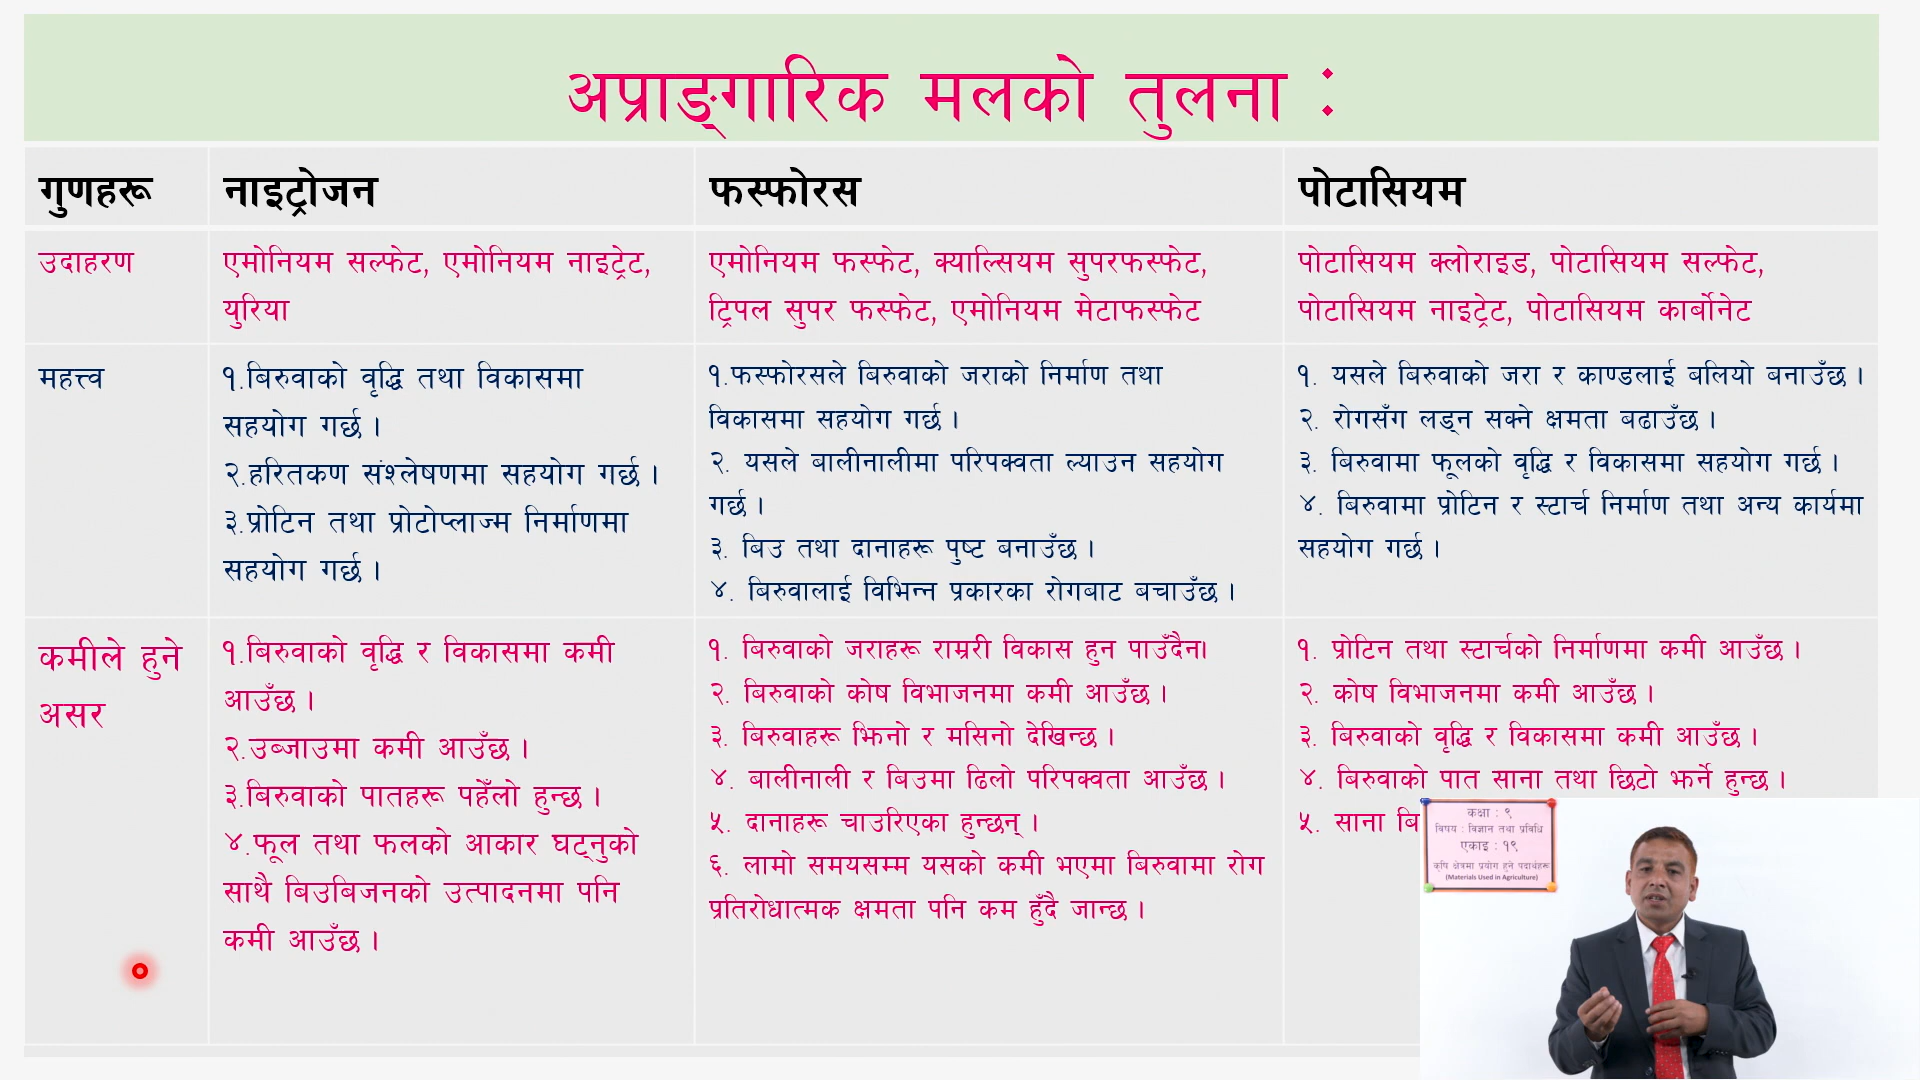 अप्राङ्गारिक मलको तुलना :
गुणहरू
नाइट्रोजन
फस्फोरस
पोटासियम
उदाहरण
एमोनियम सल्फेट, एमोनियम नाइट्रेट,
युरिया
एमोनियम फस्फेट, क्याल्सियम सुपरफस्फेट,
ट्रिपल सुपर फस्फेट, एमोनियम मेटाफस्फेट
पोटासियम क्लोराइड, पोटासियम सल्फेट,
पोटासियम नाइट्रेट, पोटासियम कार्बोनेट
महत्त्व
१.बिरुवाको वृद्धि तथा विकासमा
सहयोग गर्छ ।
२.हरितकण संश्लेषणमा सहयोग गर्छ ।
३.प्रोटिन तथा प्रोटोप्लाज्म निर्माणमा
सहयोग गर्छ ।
१.फस्फोरसले बिरुवाको जराको निर्माण तथा
विकासमा सहयोग गर्छ ।
२. यसले बालीनालीमा परिपक्वता ल्याउन सहयोग
गर्छ ।
३. बिउ तथा दानाहरू पुष्ट बनाउँछ ।
४. बिरुवालाई विभिन्न प्रकारका रोगबाट बचाउँछ ।
१. यसले बिरुवाको जरा र काण्डलाई बलियो बनाउँछ ।
२. रोगसँग लड्न सक्ने क्षमता बढाउँछ ।
३. बिरुवामा फूलको वृद्धि र विकासमा सहयोग गर्छ ।
४. बिरुवामा प्रोटिन र स्टार्च निर्माण तथा अन्य कार्यमा
सहयोग गर्छ ।
कमीले हुने
असर
१.बिरुवाको वृद्धि र विकासमा कमी
आउँछ ।
२.उब्जाउमा कमी आउँछ ।
३.बिरुवाको पातहरू पहेँलो हुन्छ ।
४.फूल तथा फलको आकार घट्नुको
साथै बिउबिजनको उत्पादनमा पनि
कमी आउँछ ।
१. बिरुवाको जराहरू राम्ररी विकास हुन पाउँदैन।
२. बिरुवाको कोष विभाजनमा कमी आउँछ ।
३. बिरुवाहरू झिनो र मसिनो देखिन्छ ।
४. बालीनाली र बिउमा ढिलो परिपक्वता आउँछ ।
५. दानाहरू चाउरिएका हुन्छन् ।
६. लामो समयसम्म यसको कमी भएमा बिरुवामा रोग
प्रतिरोधात्मक क्षमता पनि कम हुँदै जान्छ ।
१. प्रोटिन तथा स्टार्चको निर्माणमा कमी आउँछ ।
२. कोष विभाजनमा कमी आउँछ ।
३. बिरुवाको वृद्धि र विकासमा कमी आउँछ ।
४. बिरुवाको पात साना तथा छिटो झर्ने हुन्छ ।
५. साना बि
कक्षा : ९
विषय : विज्ञान तथा प्रविधि
एकाइ : १९
कृषि क्षेत्रमा प्रयोग हुने पदार्थहरू
(Materials Used in Agriculture)